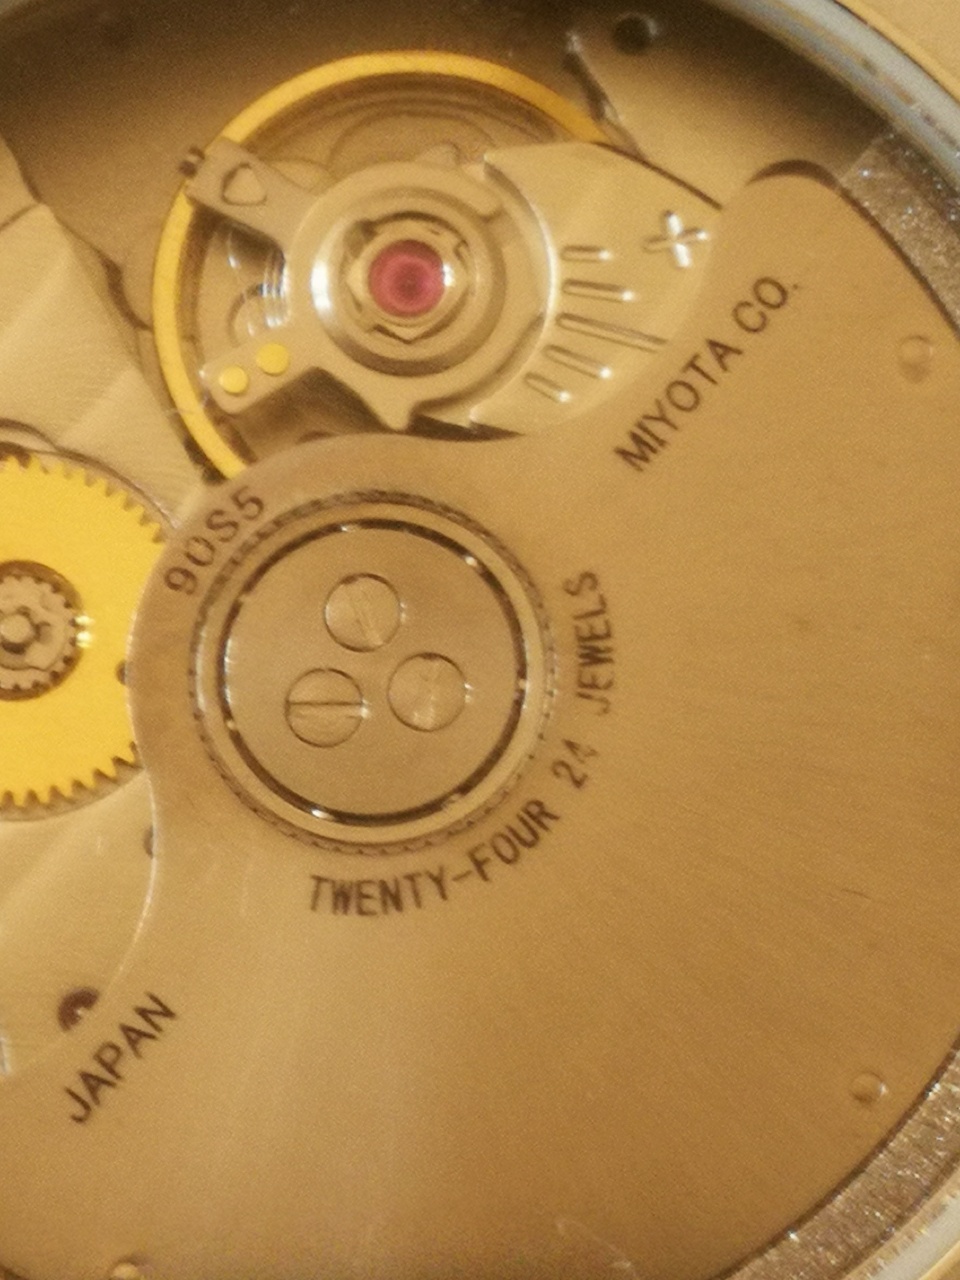 +
MIYOTA CO.
90S5
TWENTY-FOUR 24 JEWELS
JAPAN